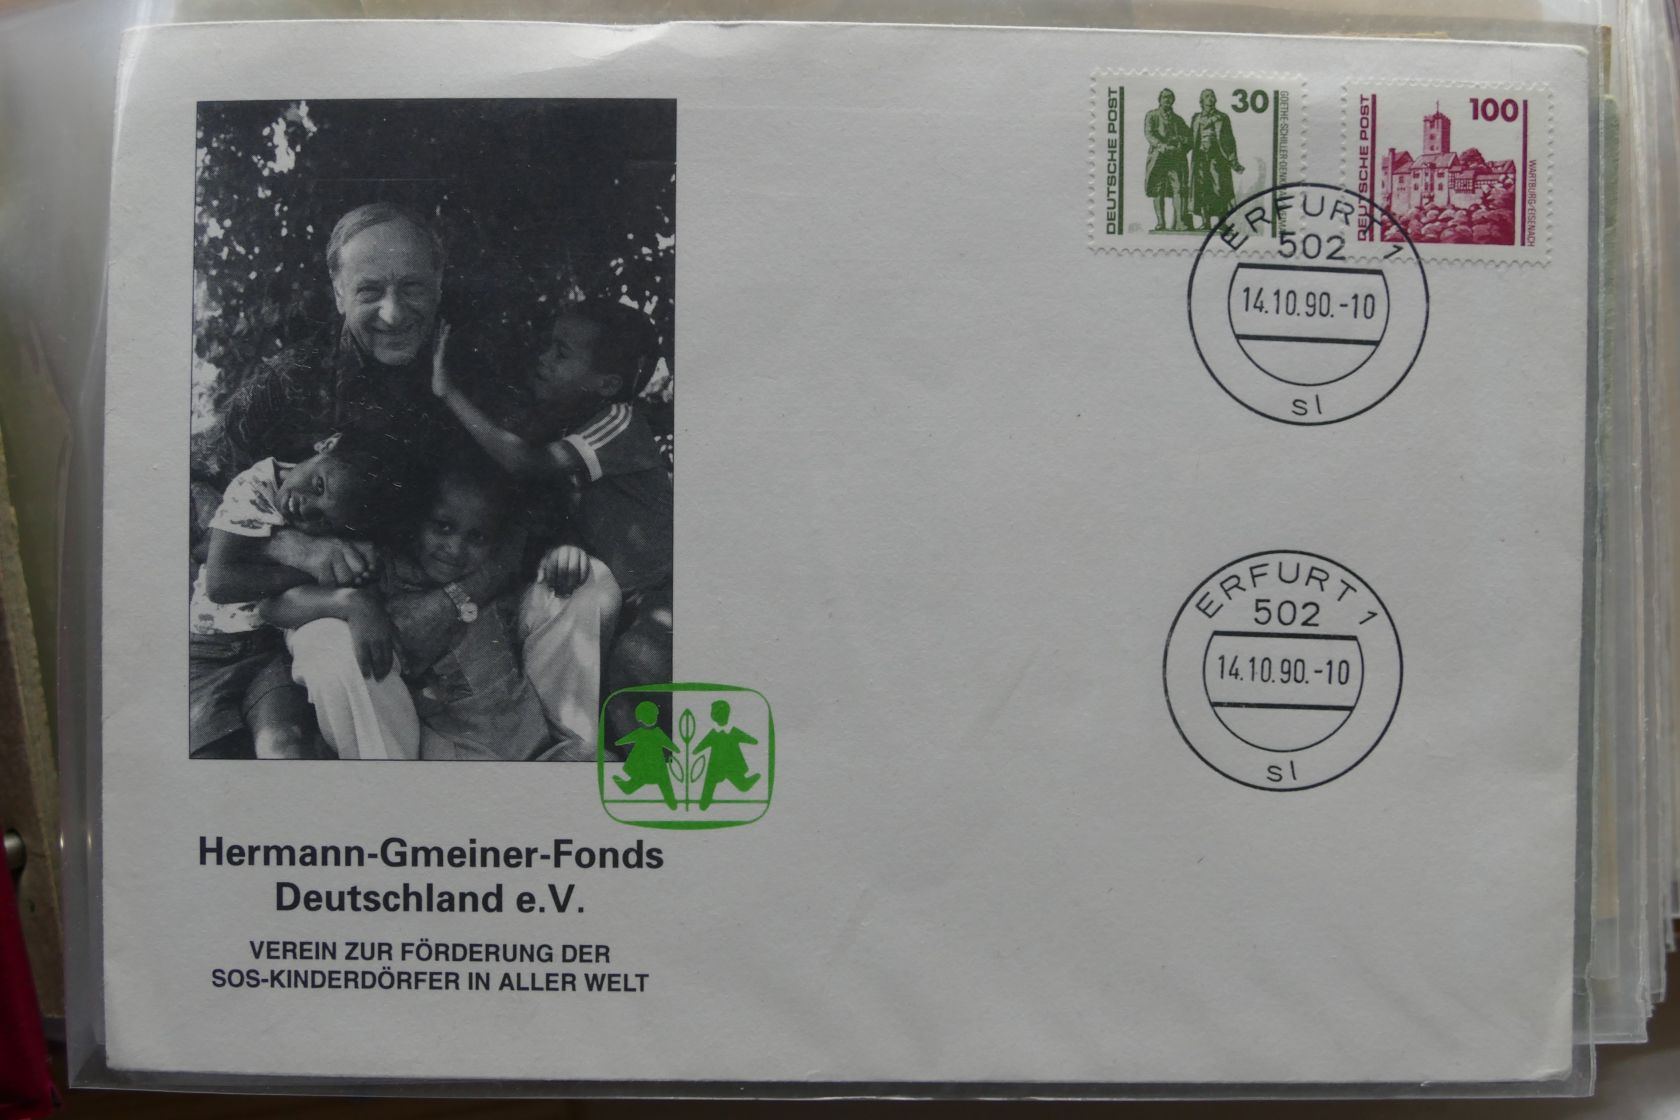 DEUTSCHE POST
30
GOETHE-SCHILLER-DENKMAL
DEUTSCHE POST
100
WARTBURG·EISENACH
ERFURT 1
502
14.10.90.-10
sl
ERFURT 1
502
14.10.90.-10
sl
Hermann-Gmeiner-Fonds
Deutschland e.V.
VEREIN ZUR FÖRDERUNG DER
SOS-KINDERDÖRFER IN ALLER WELT